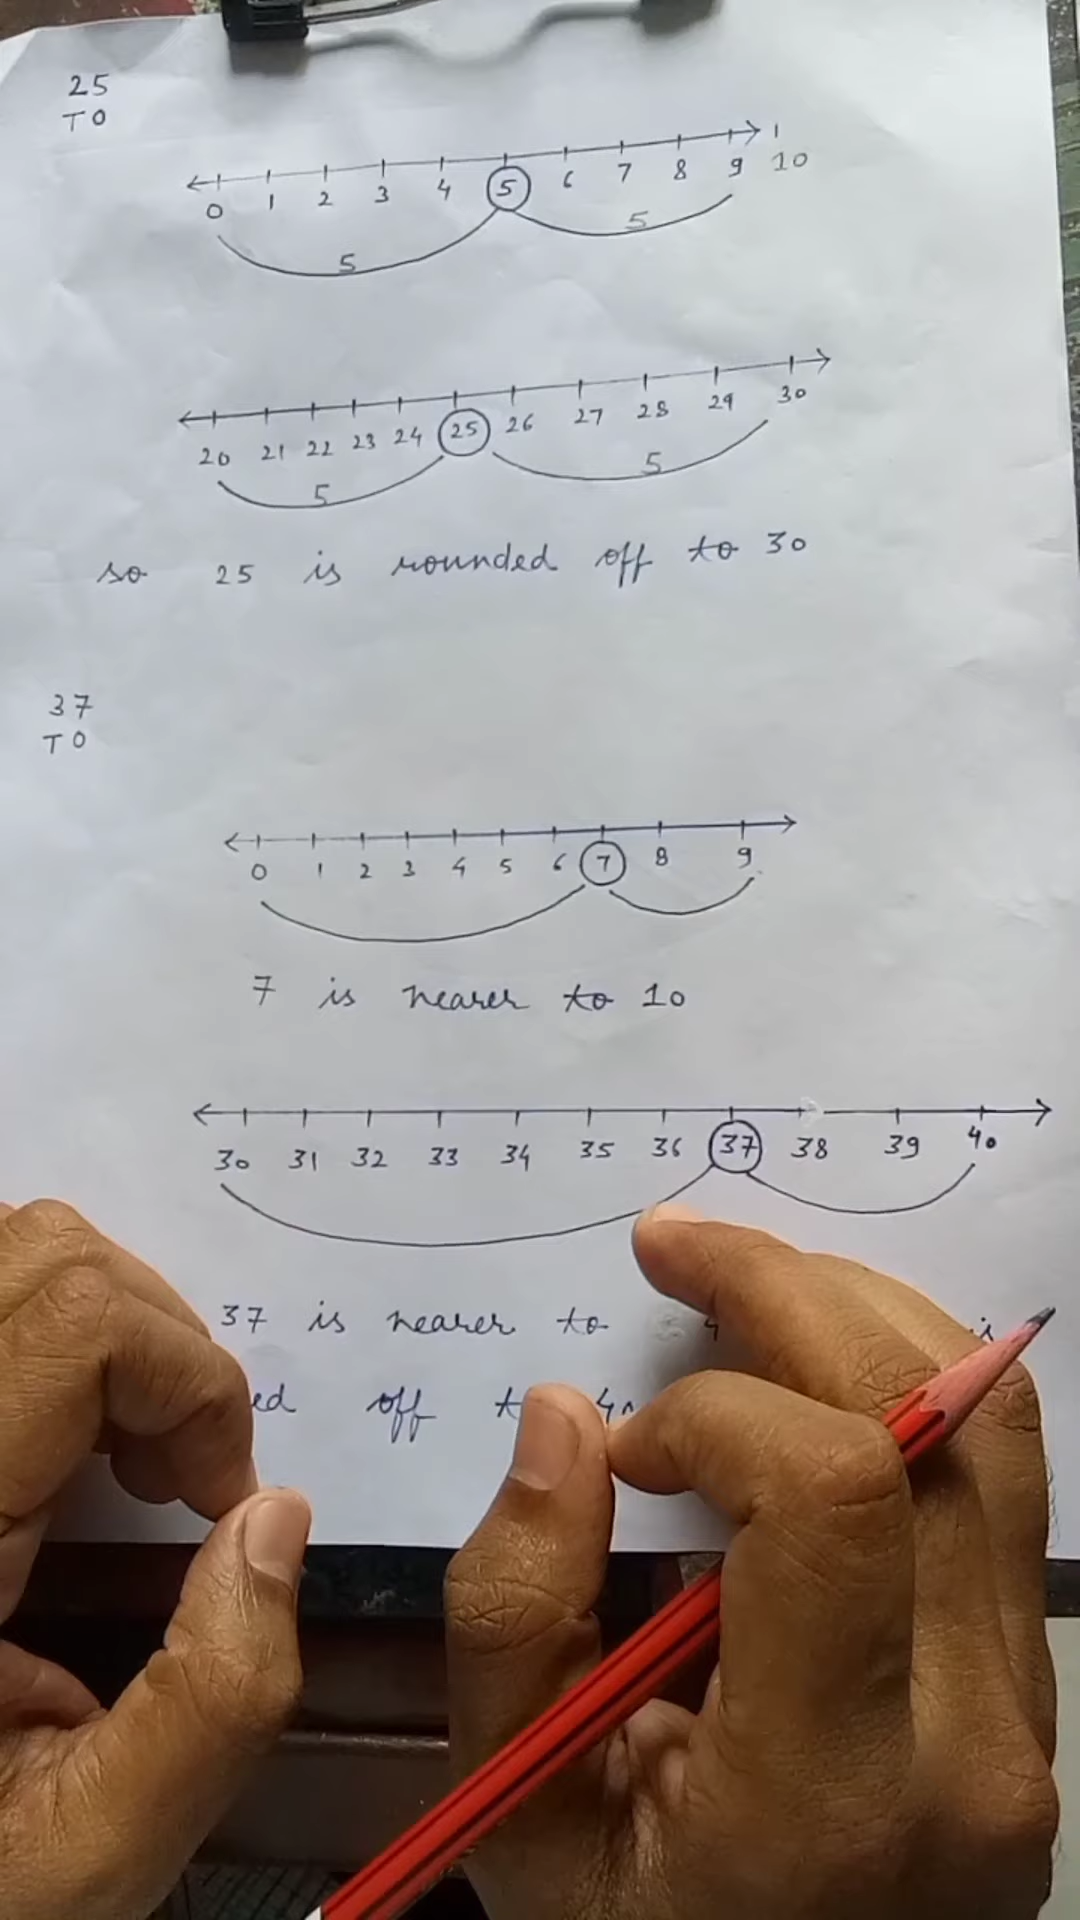 25
TO
0 1 2 3 4 5 6 7 8 9 10
5 5
20 21 22 23 24 25 26 27 28 29 30
5 5
so 25 is rounded off to 30
37
TO
0 1 2 3 4 5 6 7 8 9
7 is nearer to 10
30 31 32 33 34 35 36 37 38 39 40
37 is nearer to 4 is
ed off t